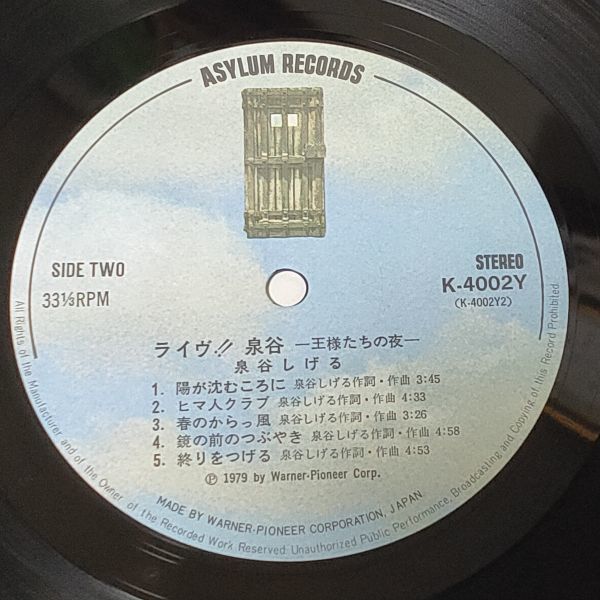 ASYLUM RECORDS
SIDE TWO
33⅓RPM
STEREO
K-4002Y
(K-4002Y2)
ライヴ!! 泉谷 ―王様たちの夜―
泉谷しげる
1. 陽が沈むころに 泉谷しげる作詞・作曲 3:45
2. ヒマ人クラブ 泉谷しげる作詞・作曲 4:33
3. 春のからっ風 泉谷しげる作詞・作曲 3:26
4. 鏡の前のつぶやき 泉谷しげる作詞・作曲 4:58
5. 終りをつげる 泉谷しげる作詞・作曲 4:53
Ⓟ 1979 by Warner-Pioneer Corp.
MADE BY WARNER-PIONEER CORPORATION, JAPAN.
All Rights of the Manufacturer and of the Owner of the Recorded Work Reserved Unauthorized Public Performance, Broadcasting and Copying of this Record Prohibited.